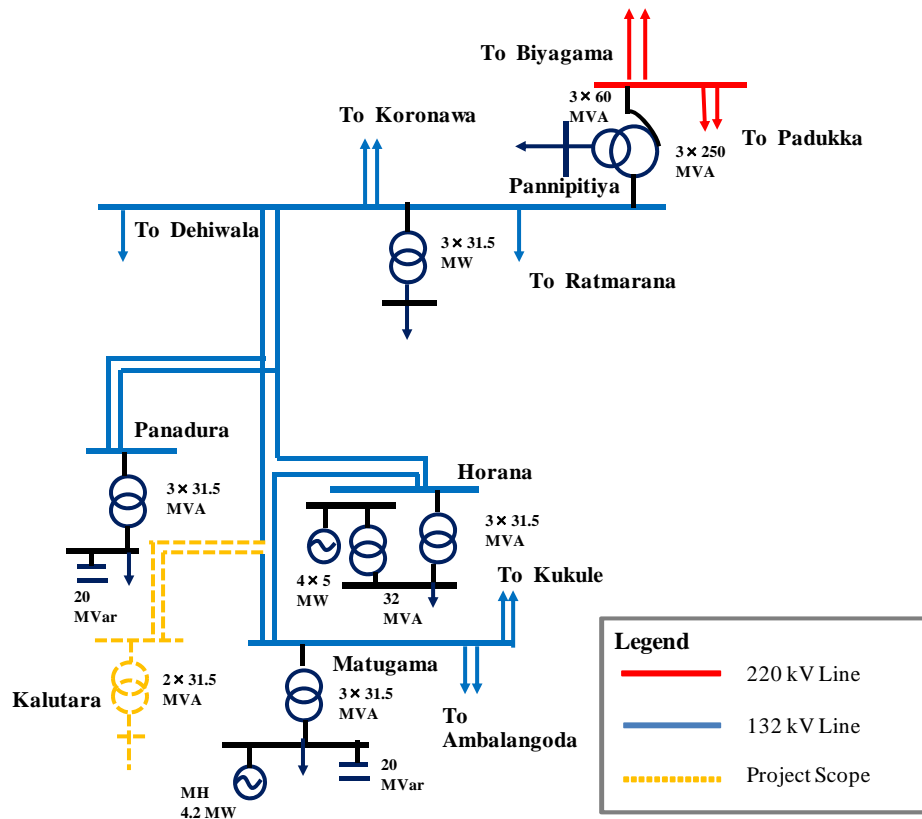 To Biyagama
3 × 60
MVA
To Koronawa
To Padukka
3 × 250
MVA
Pannipitiya
To Dehiwala
3 × 31.5
MW
To Ratmarana
Panadura
Horana
3 × 31.5
MVA
3 × 31.5
MVA
4 × 5
MW
To Kukule
20
MVar
32
MVA
Legend
Matugama
220 kV Line
Kalutara
2 × 31.5
MVA
3 × 31.5
MVA
To
Ambalangoda
132 kV Line
20
MVar
MH
4.2 MW
Project Scope